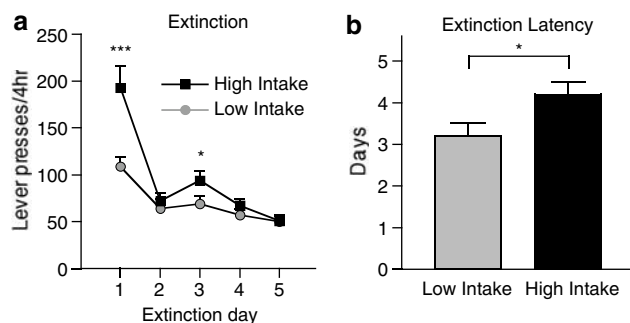 a
Extinction
Lever presses/4hr
250
200
150
100
50
0
***
*
High Intake
Low Intake
1 2 3 4 5
Extinction day
b
Extinction Latency
*
Days
5
4
3
2
1
0
Low Intake High Intake